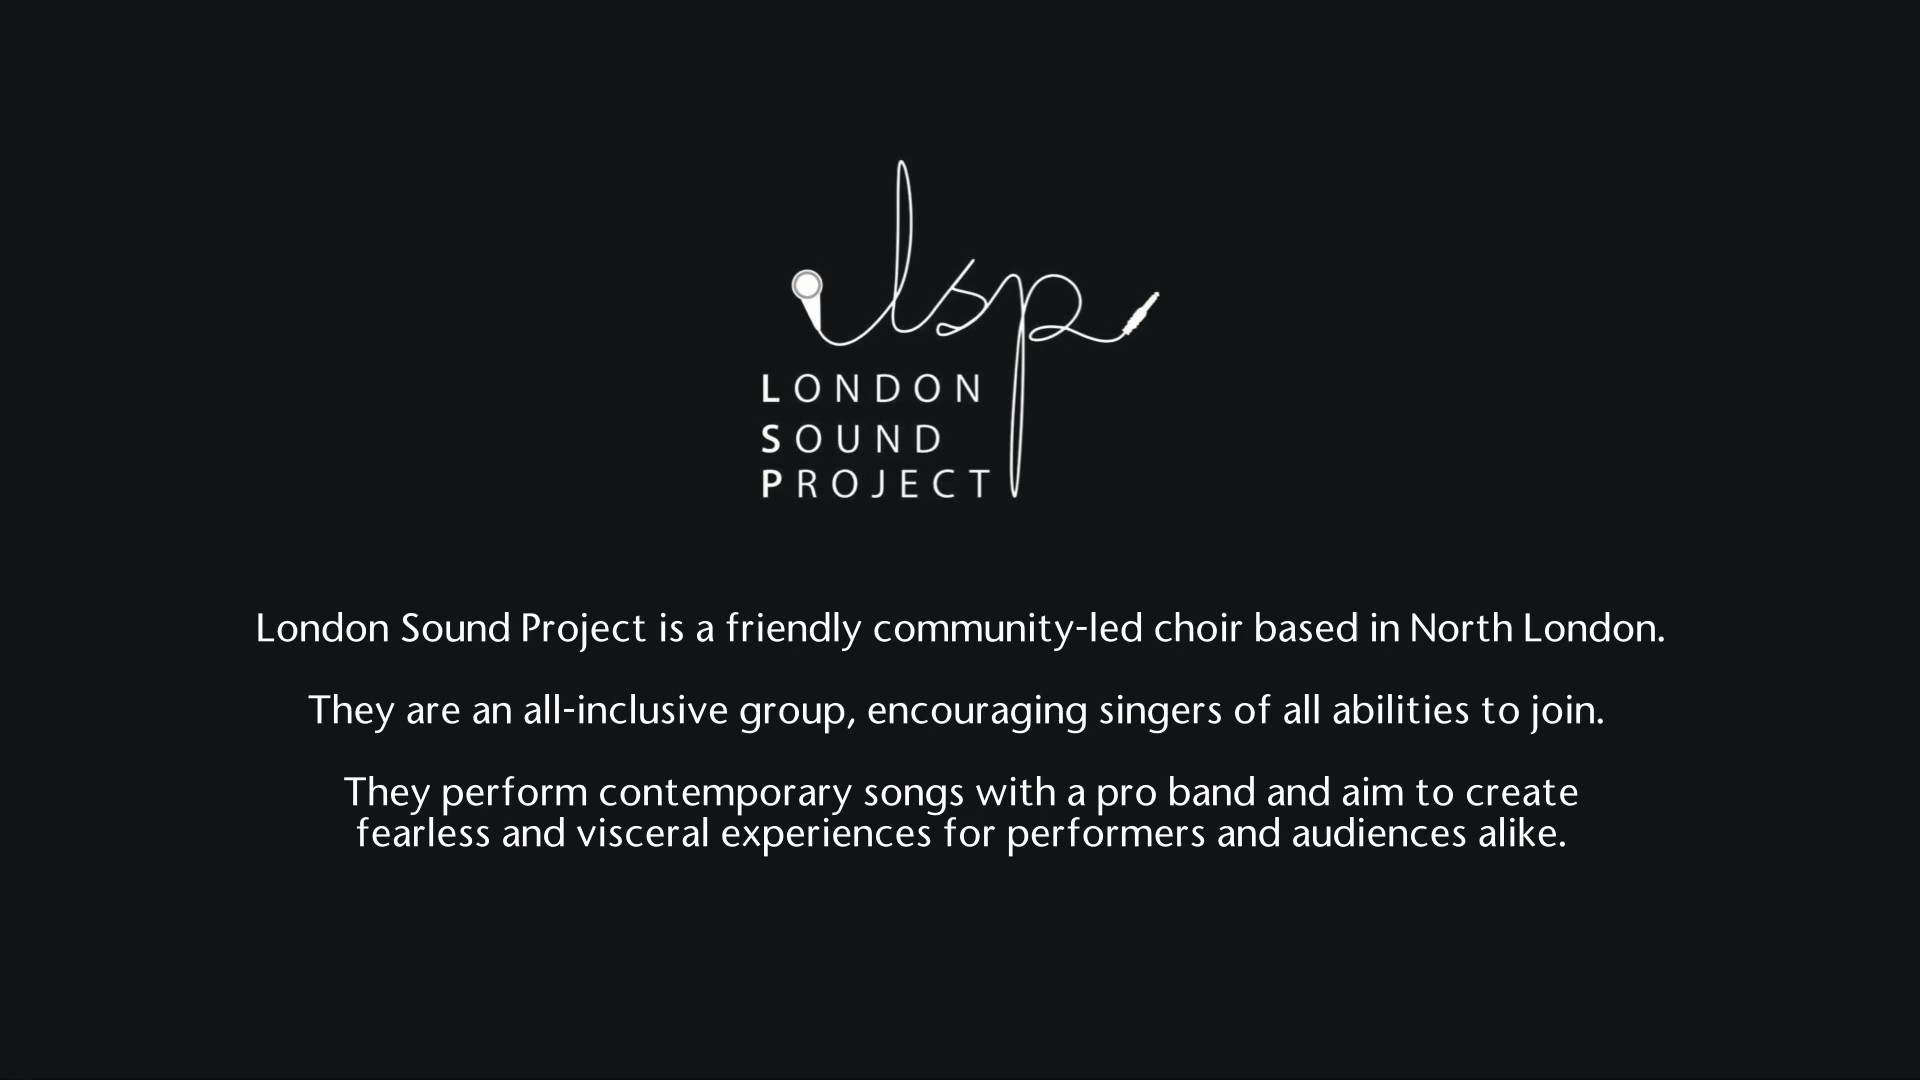 lsp
LONDON
SOUND
PROJECT
London Sound Project is a friendly community-led choir based in North London.
They are an all-inclusive group, encouraging singers of all abilities to join.
They perform contemporary songs with a pro band and aim to create
fearless and visceral experiences for performers and audiences alike.